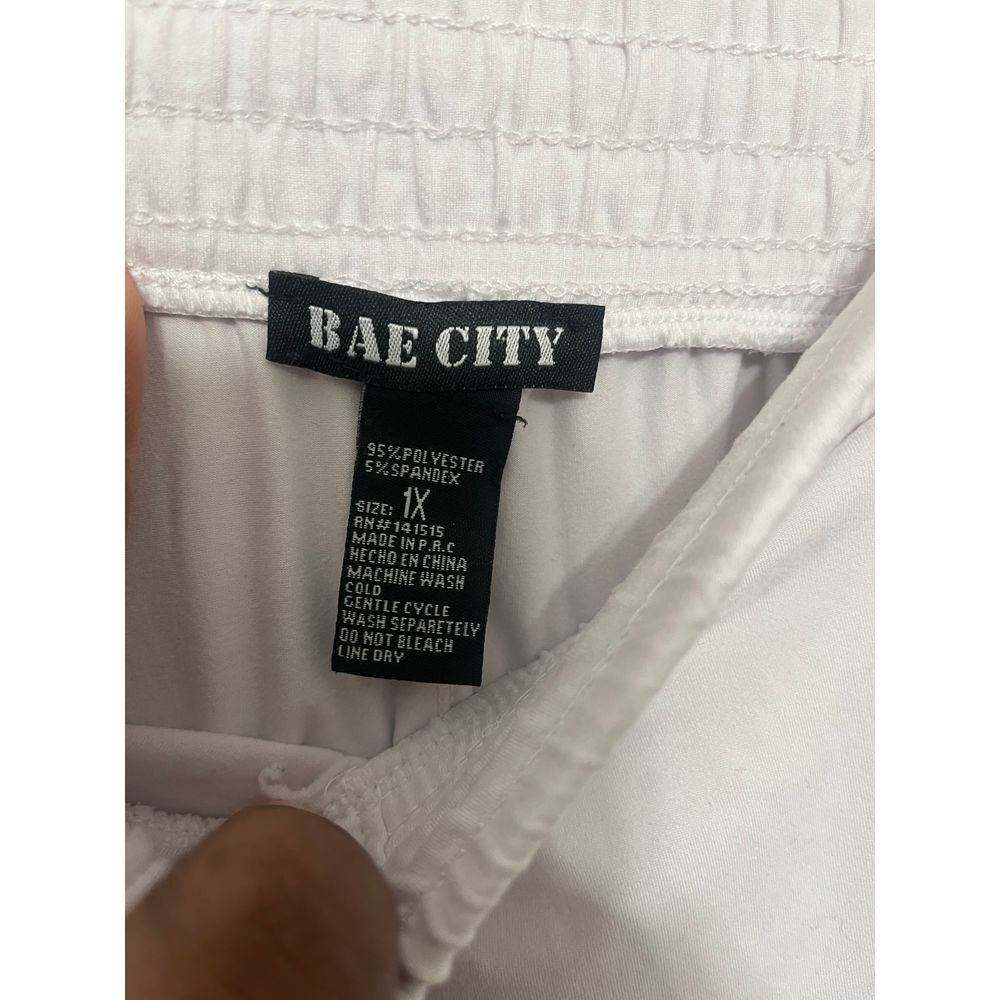 BAE CITY
95%POLYESTER
5%SPANDEX
SIZE: 1X
RN#141515
MADE IN P.R.C
HECHO EN CHINA
MACHINE WASH
COLD
GENTLE CYCLE
WASH SEPARETELY
DO NOT BLEACH
LINE DRY